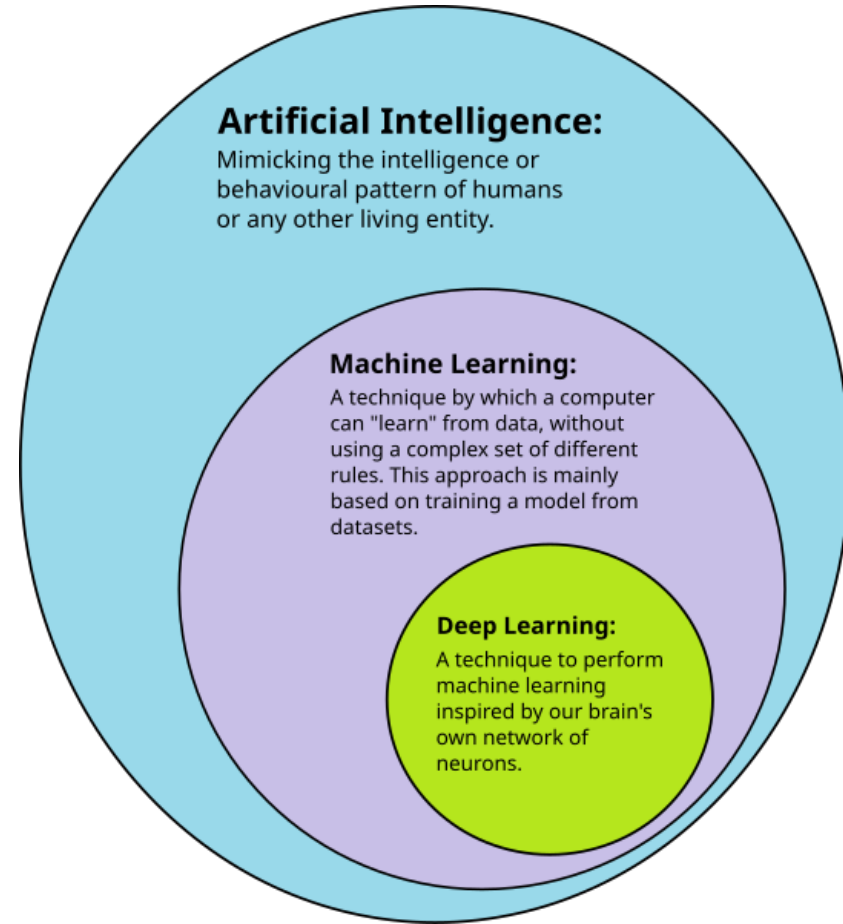 Artificial Intelligence:
Mimicking the intelligence or
behavioural pattern of humans
or any other living entity.
Machine Learning:
A technique by which a computer
can "learn" from data, without
using a complex set of different
rules. This approach is mainly
based on training a model from
datasets.
Deep Learning:
A technique to perform
machine learning
inspired by our brain's
own network of
neurons.